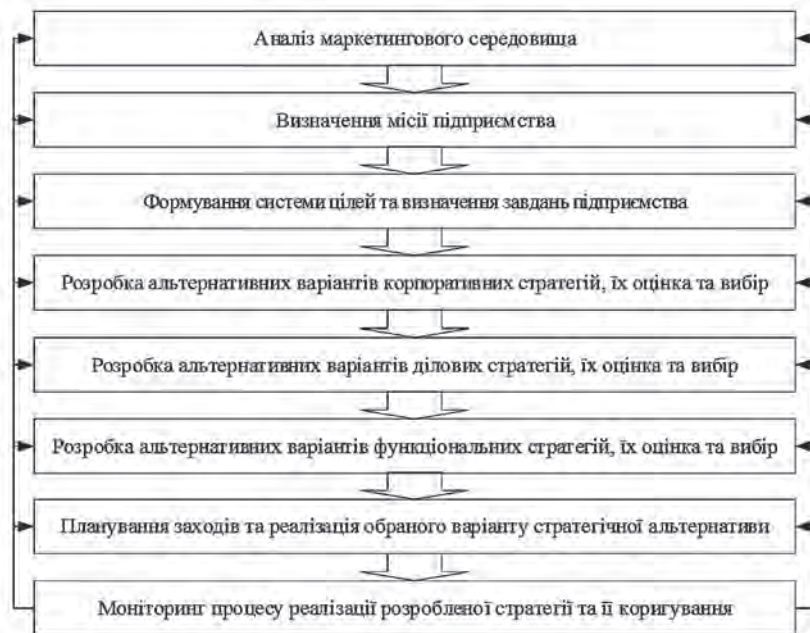 Аналіз маркетингового середовища
Визначення місії підприємства
Формування системи цілей та визначення завдань підприємства
Розробка альтернативних варіантів корпоративних стратегій, їх оцінка та вибір
Розробка альтернативних варіантів ділових стратегій, їх оцінка та вибір
Розробка альтернативних варіантів функціональних стратегій, їх оцінка та вибір
Планування заходів та реалізація обраного варіанту стратегічної альтернативи
Моніторинг процесу реалізації розробленої стратегії та її коригування